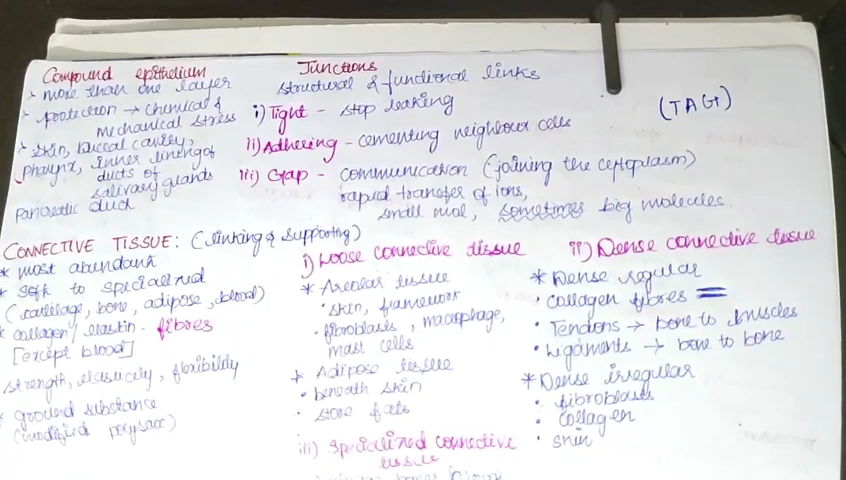 Compound epithelium
> more than one layer
> protection → chemical &
mechanical stress
> skin, buccal cavity,
pharynx, inner lining of
ducts of
salivary glands
pancreatic duct
Junctions
structural & functional links
i) Tight - stop leaking
(TAG)
ii) Adhering - cementing neighbour cells
iii) Gap - communication (joining the cytoplasm)
rapid transfer of ions,
small mol, sometimes big molecules.
CONNECTIVE TISSUE: (linking & supporting)
* most abundant
* soft to specialized
(cartilage, bone, adipose, blood)
* collagen/elastin - fibres
[except blood]
strength, elasticity, flexibility
* ground substance
(modified polysacc)
i) Loose connective tissue
* Areolar tissue
• skin, framework
• fibroblasts, macrophage,
mast cells
* Adipose tissue
• beneath skin
• store fats
iii) Specialized connective
tissue
ii) Dense connective tissue
* Dense regular
• collagen fibres =
• Tendons → bone to muscles
• ligaments → bone to bone
* Dense irregular
• fibroblasts
• collagen
• skin